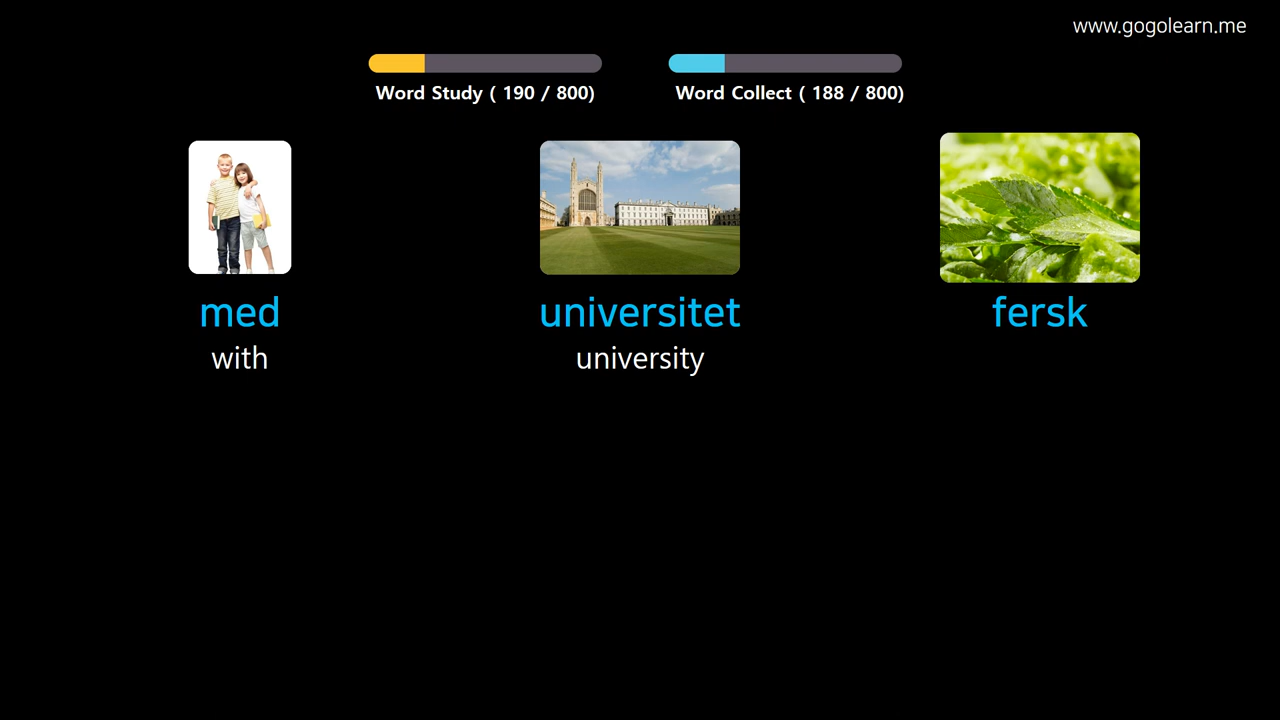 www.gogolearn.me
Word Study ( 190 / 800)
Word Collect ( 188 / 800)
med
universitet
fersk
with
university